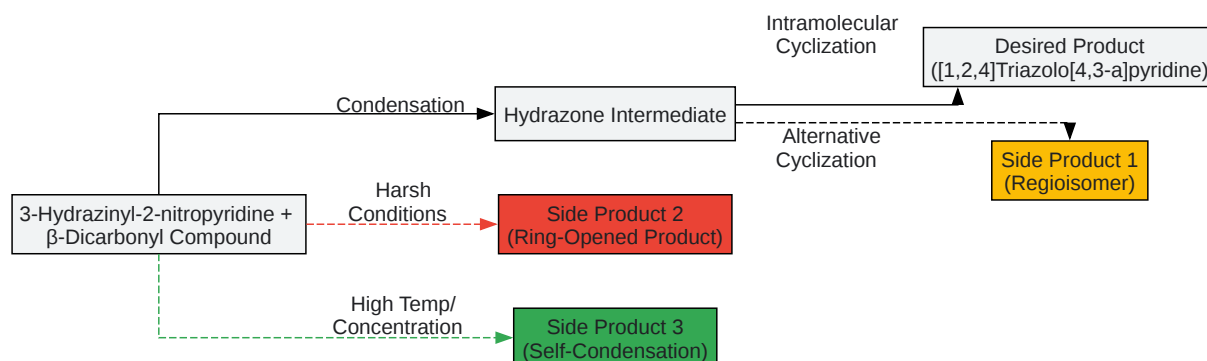 Intramolecular
Cyclization
Desired Product
([1,2,4]Triazolo[4,3-a]pyridine)
Condensation
Hydrazone Intermediate
Alternative
Cyclization
Side Product 1
(Regioisomer)
3-Hydrazinyl-2-nitropyridine +
β-Dicarbonyl Compound
Harsh
Conditions
Side Product 2
(Ring-Opened Product)
High Temp/
Concentration
Side Product 3
(Self-Condensation)